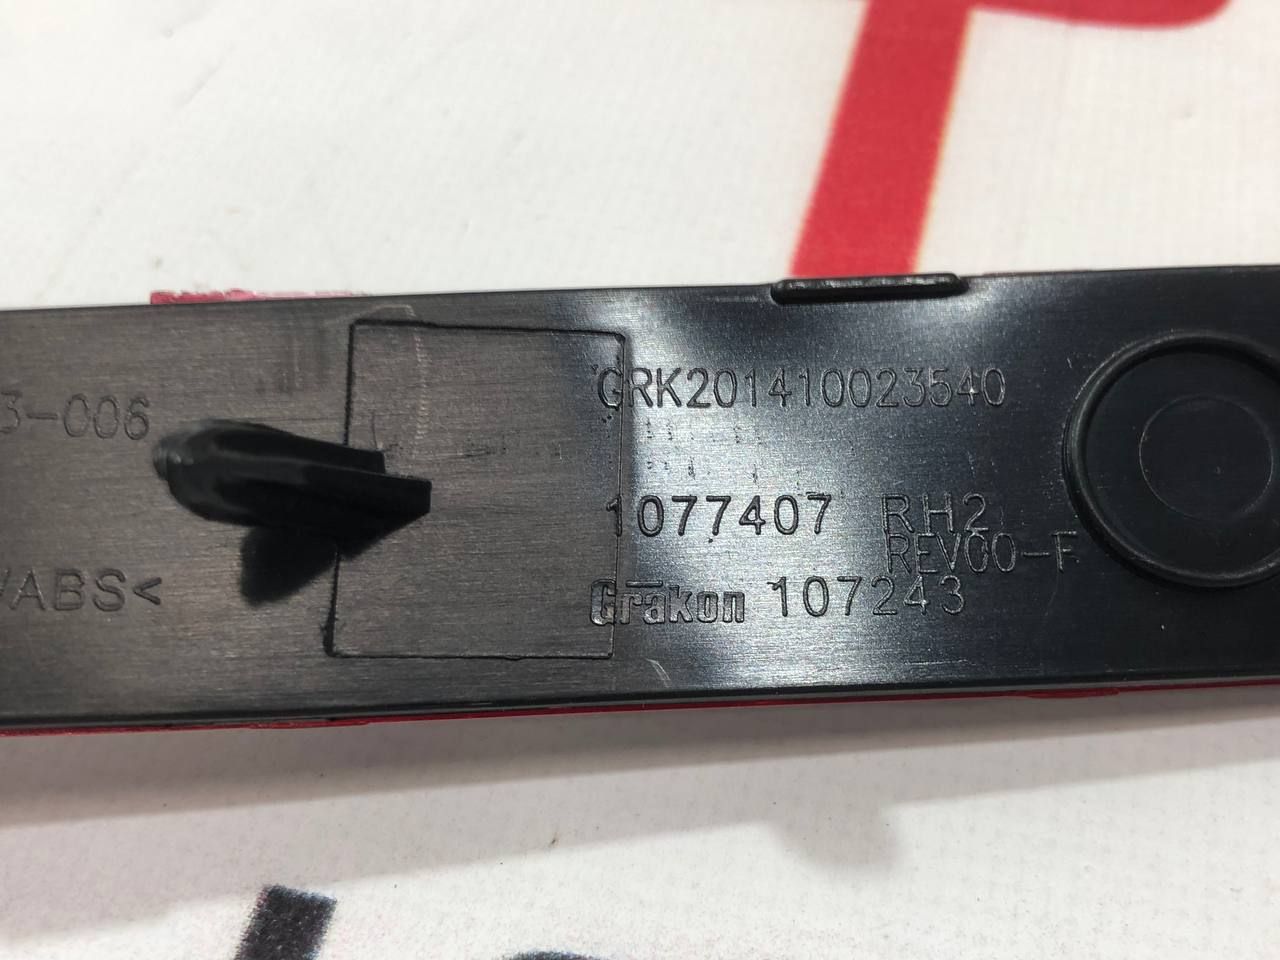 3-006
GRK201410023540
1077407 RH2
REV00-F
Grakon 107243
/ABS<